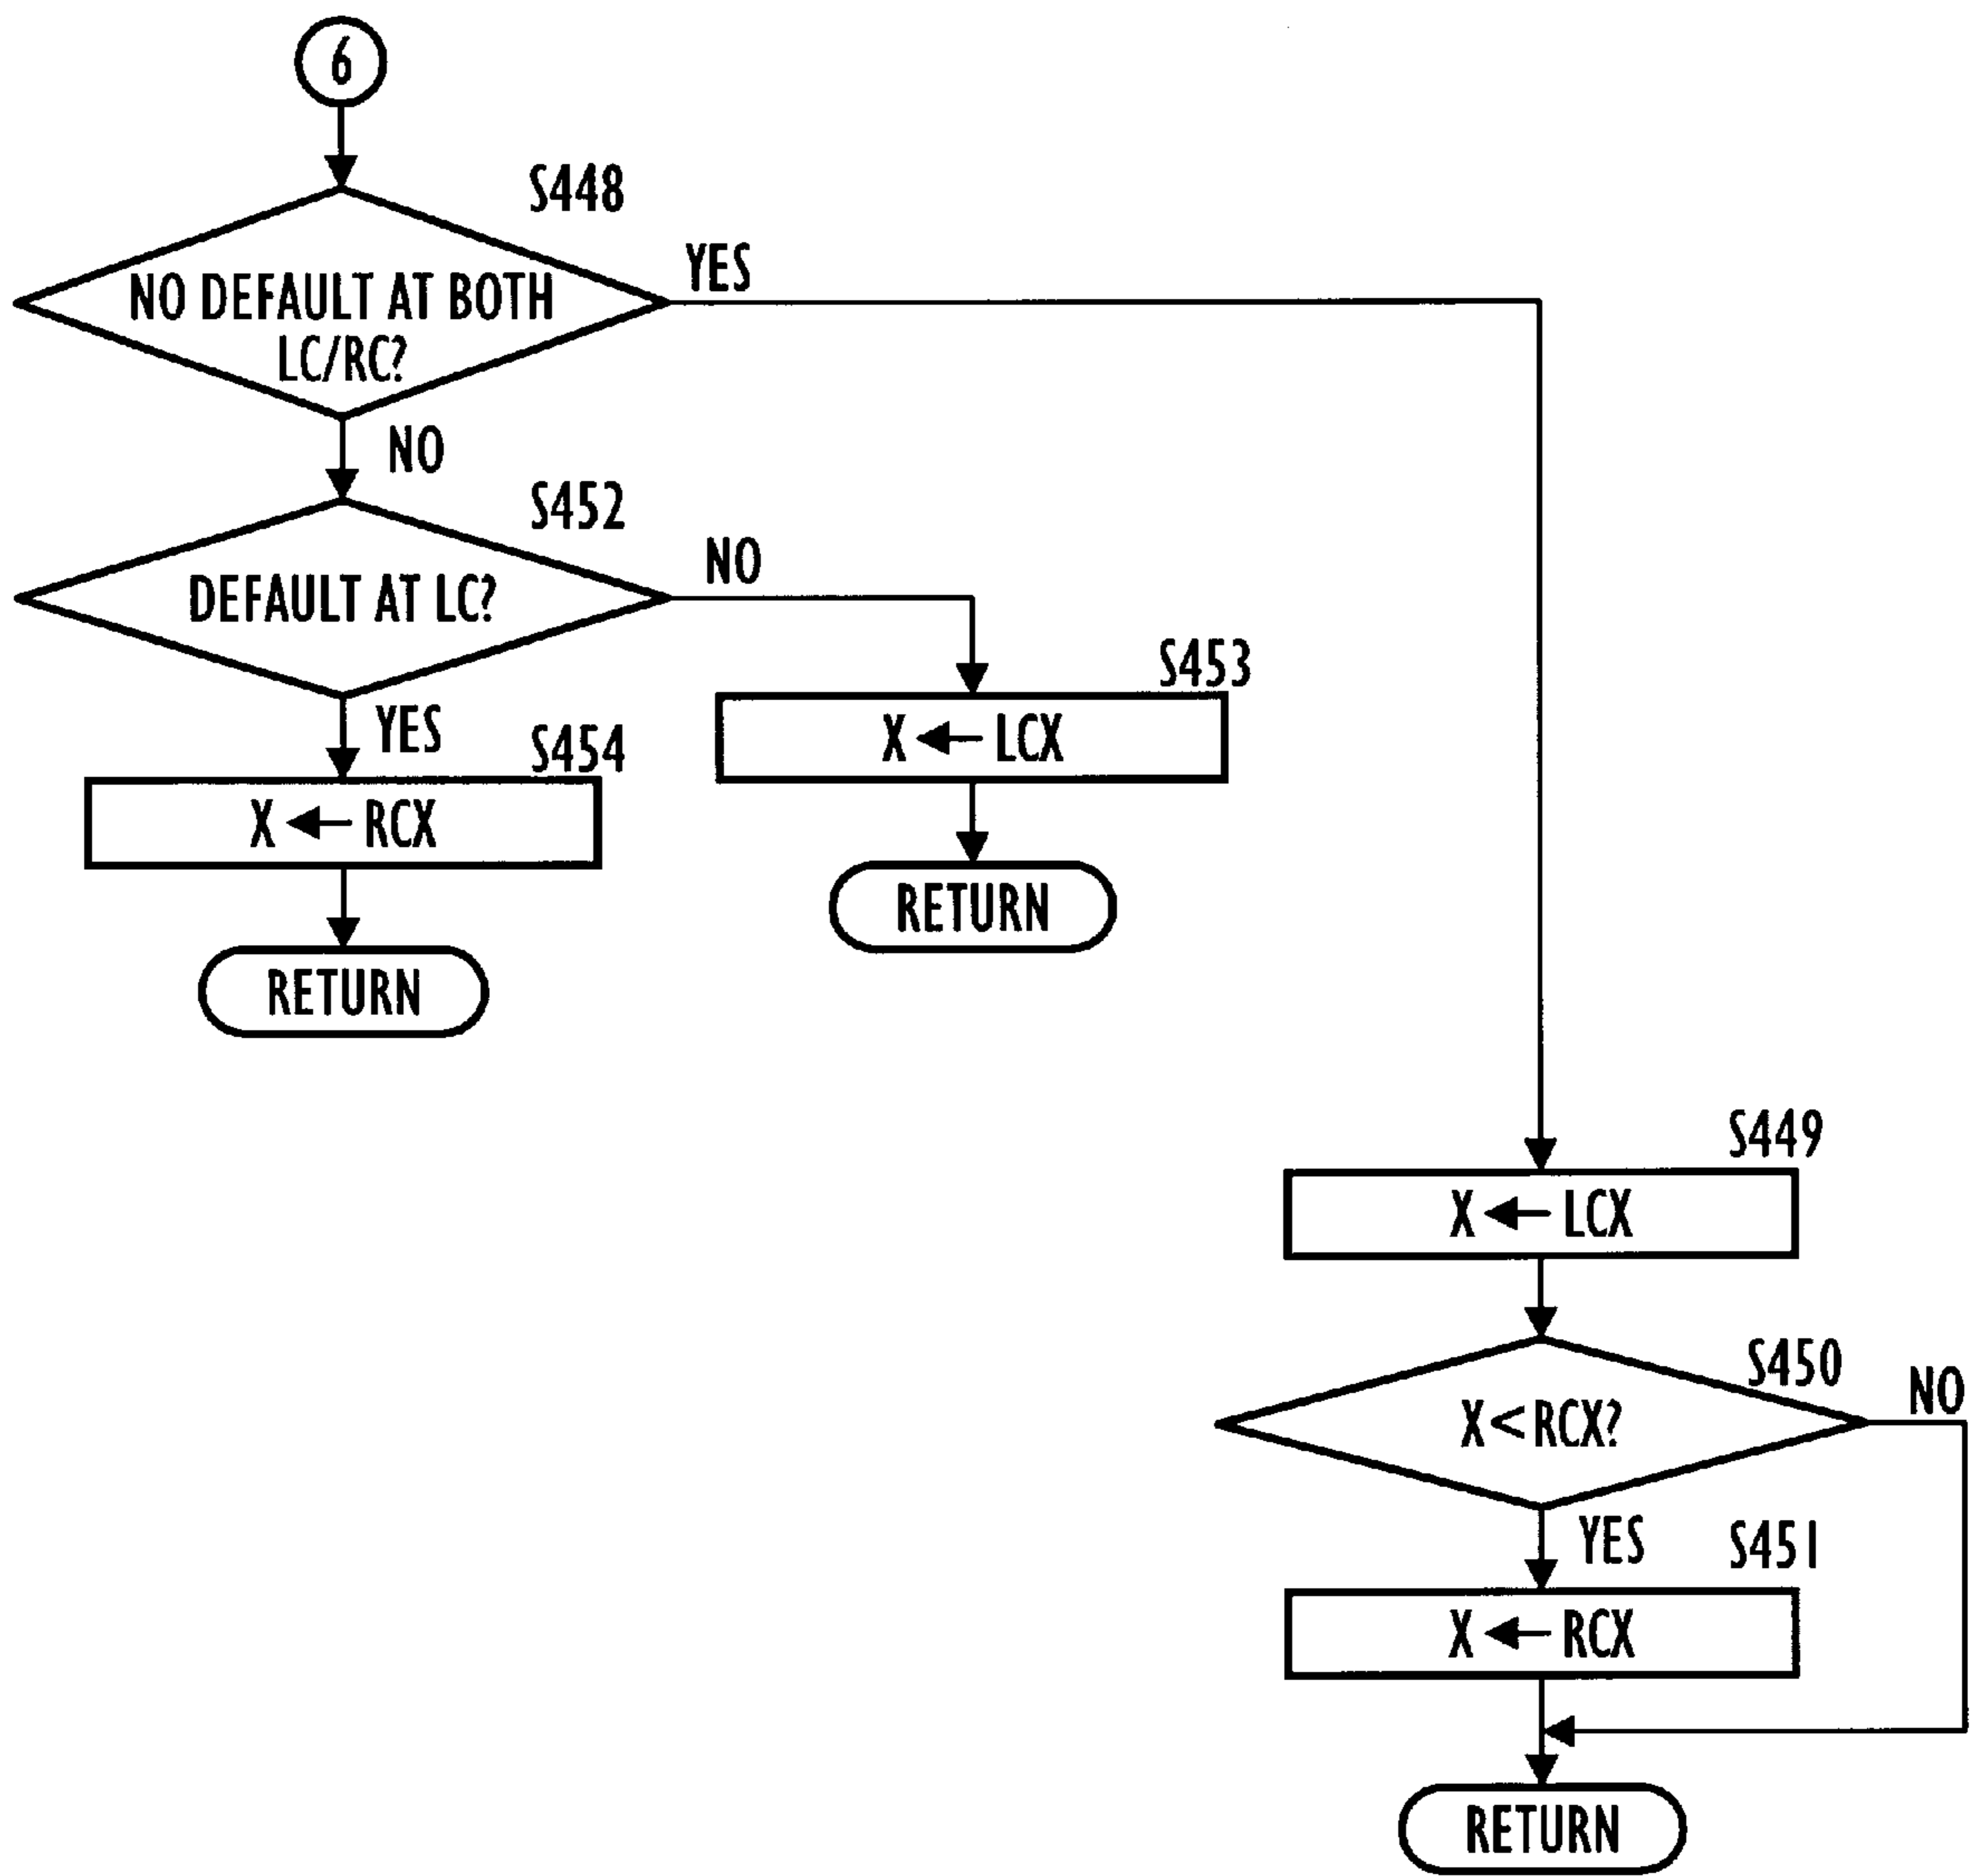 6
S448
YES
NO DEFAULT AT BOTH
LC/RC?
NO
S452
NO
DEFAULT AT LC?
S453
YES
S454
X ← LCX
X ← RCX
RETURN
RETURN
S449
X ← LCX
S450
NO
X < RCX?
YES
S451
X ← RCX
RETURN